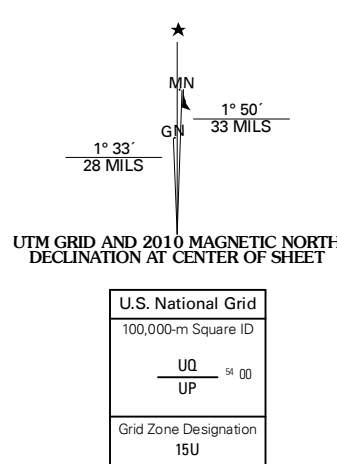 ★
MN
1° 50´
33 MILS
GN
1° 33´
28 MILS
UTM GRID AND 2010 MAGNETIC NORTH
DECLINATION AT CENTER OF SHEET
U.S. National Grid
100,000-m Square ID
UQ
54 00
UP
Grid Zone Designation
15U